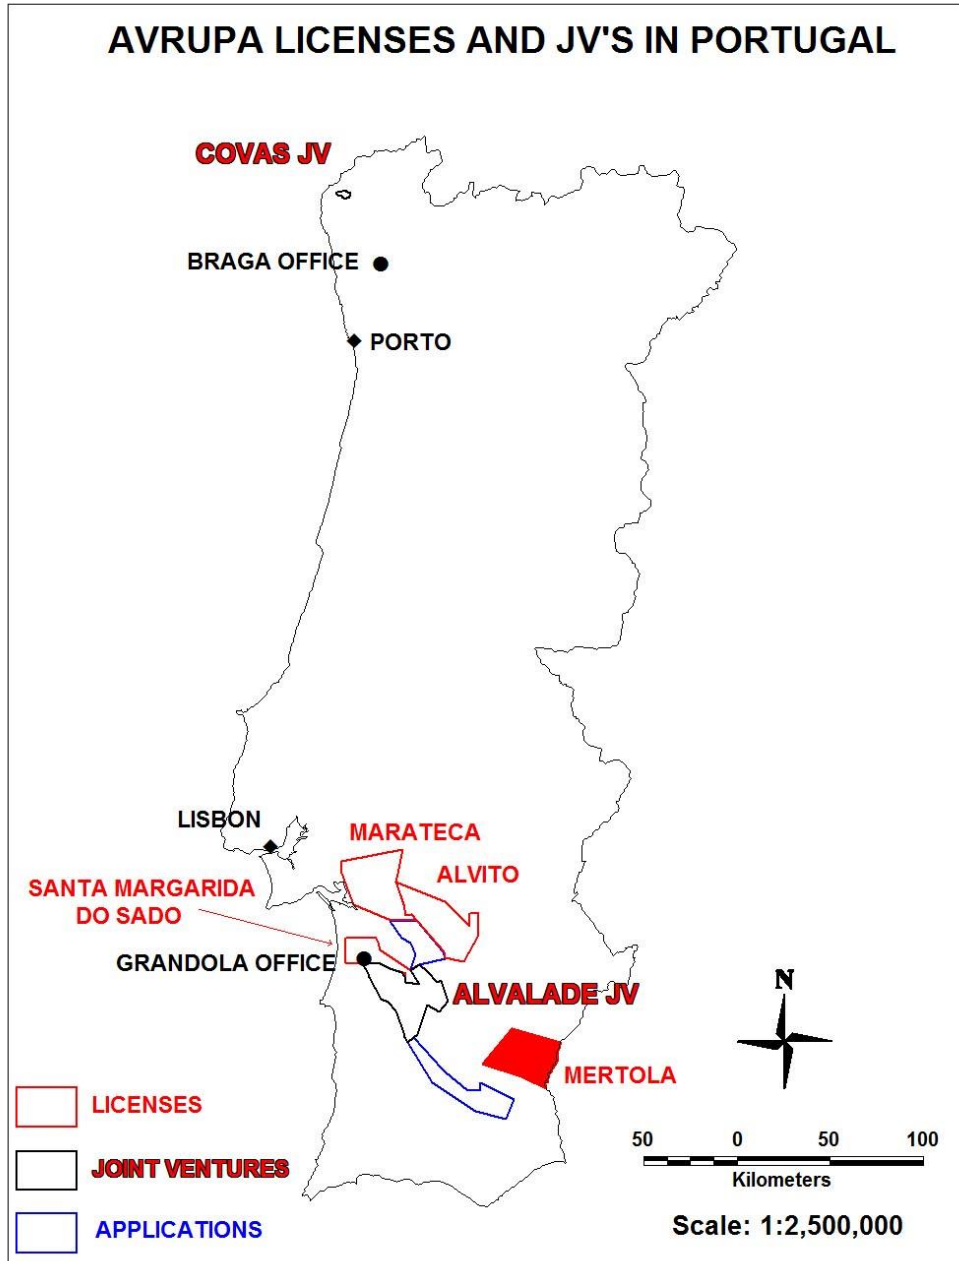 AVRUPA LICENSES AND JV'S IN PORTUGAL
COVAS JV
BRAGA OFFICE
PORTO
LISBON
MARATECA
ALVITO
SANTA MARGARIDA
DO SADO
GRANDOLA OFFICE
ALVALADE JV
N
MERTOLA
LICENSES
JOINT VENTURES
APPLICATIONS
50 0 50 100
Kilometers
Scale: 1:2,500,000